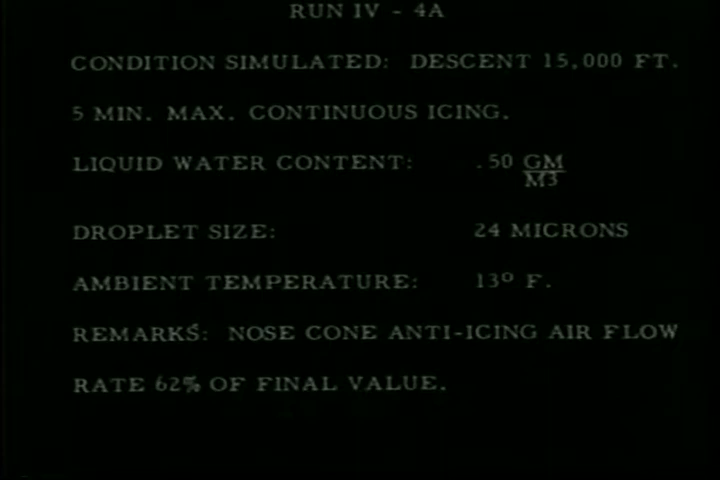 RUN IV - 4A
CONDITION SIMULATED: DESCENT 15,000 FT.
5 MIN. MAX. CONTINUOUS ICING.
LIQUID WATER CONTENT: .50 GM
M3
DROPLET SIZE: 24 MICRONS
AMBIENT TEMPERATURE: 13º F.
REMARKS: NOSE CONE ANTI-ICING AIR FLOW
RATE 62% OF FINAL VALUE.